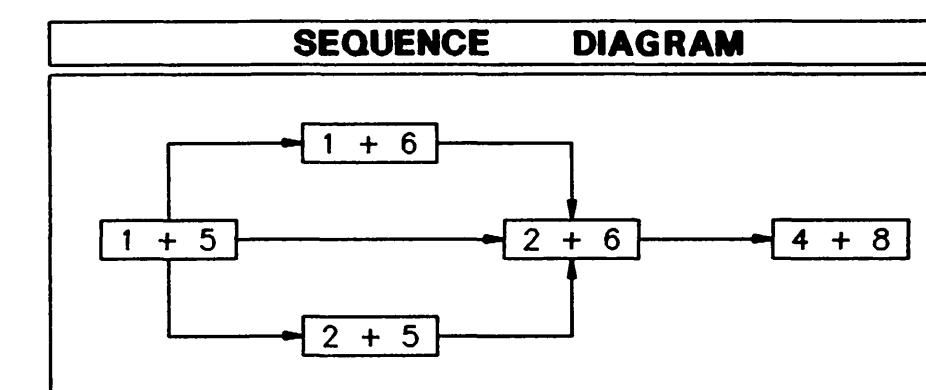 SEQUENCE DIAGRAM
1 + 6
1 + 5
2 + 6
4 + 8
2 + 5